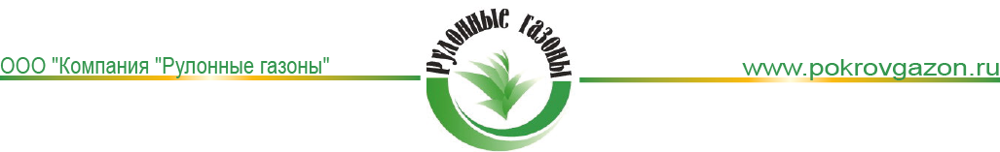 ООО "Компания "Рулонные газоны"
Рулонные газоны
www.pokrovgazon.ru